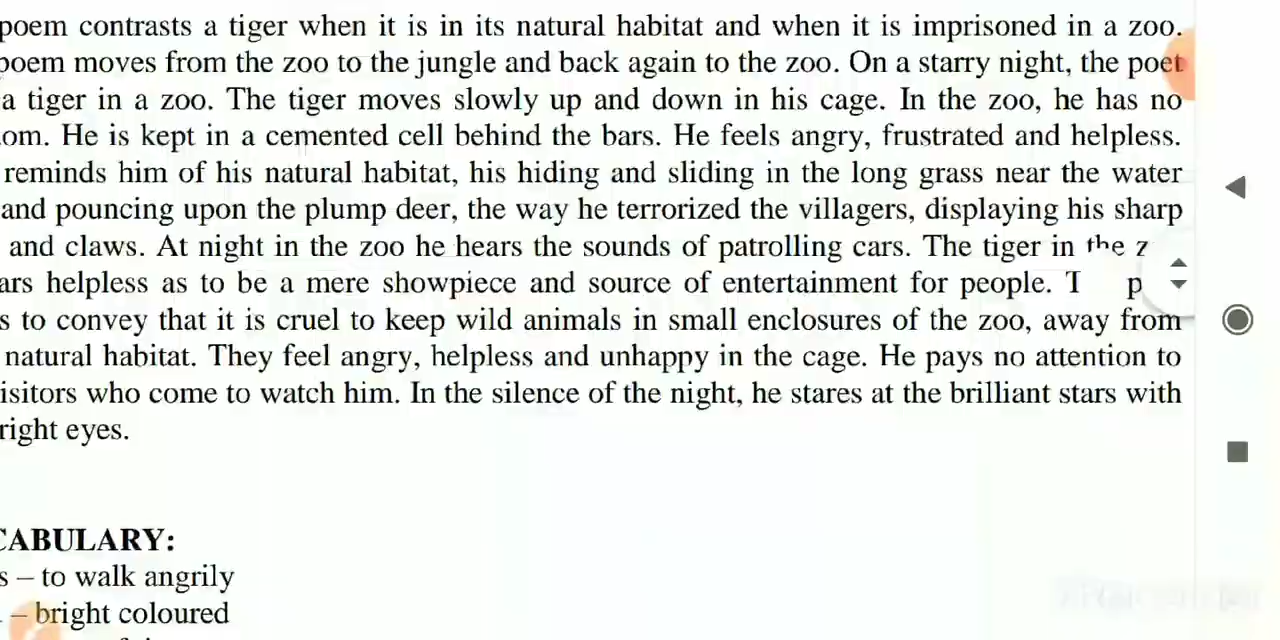 poem contrasts a tiger when it is in its natural habitat and when it is imprisoned in a zoo.
poem moves from the zoo to the jungle and back again to the zoo. On a starry night, the poet
a tiger in a zoo. The tiger moves slowly up and down in his cage. In the zoo, he has no
om. He is kept in a cemented cell behind the bars. He feels angry, frustrated and helpless.
reminds him of his natural habitat, his hiding and sliding in the long grass near the water
and pouncing upon the plump deer, the way he terrorized the villagers, displaying his sharp
and claws. At night in the zoo he hears the sounds of patrolling cars. The tiger in the z
ars helpless as to be a mere showpiece and source of entertainment for people. T p
s to convey that it is cruel to keep wild animals in small enclosures of the zoo, away from
natural habitat. They feel angry, helpless and unhappy in the cage. He pays no attention to
isitors who come to watch him. In the silence of the night, he stares at the brilliant stars with
right eyes.
CABULARY:
s – to walk angrily
– bright coloured